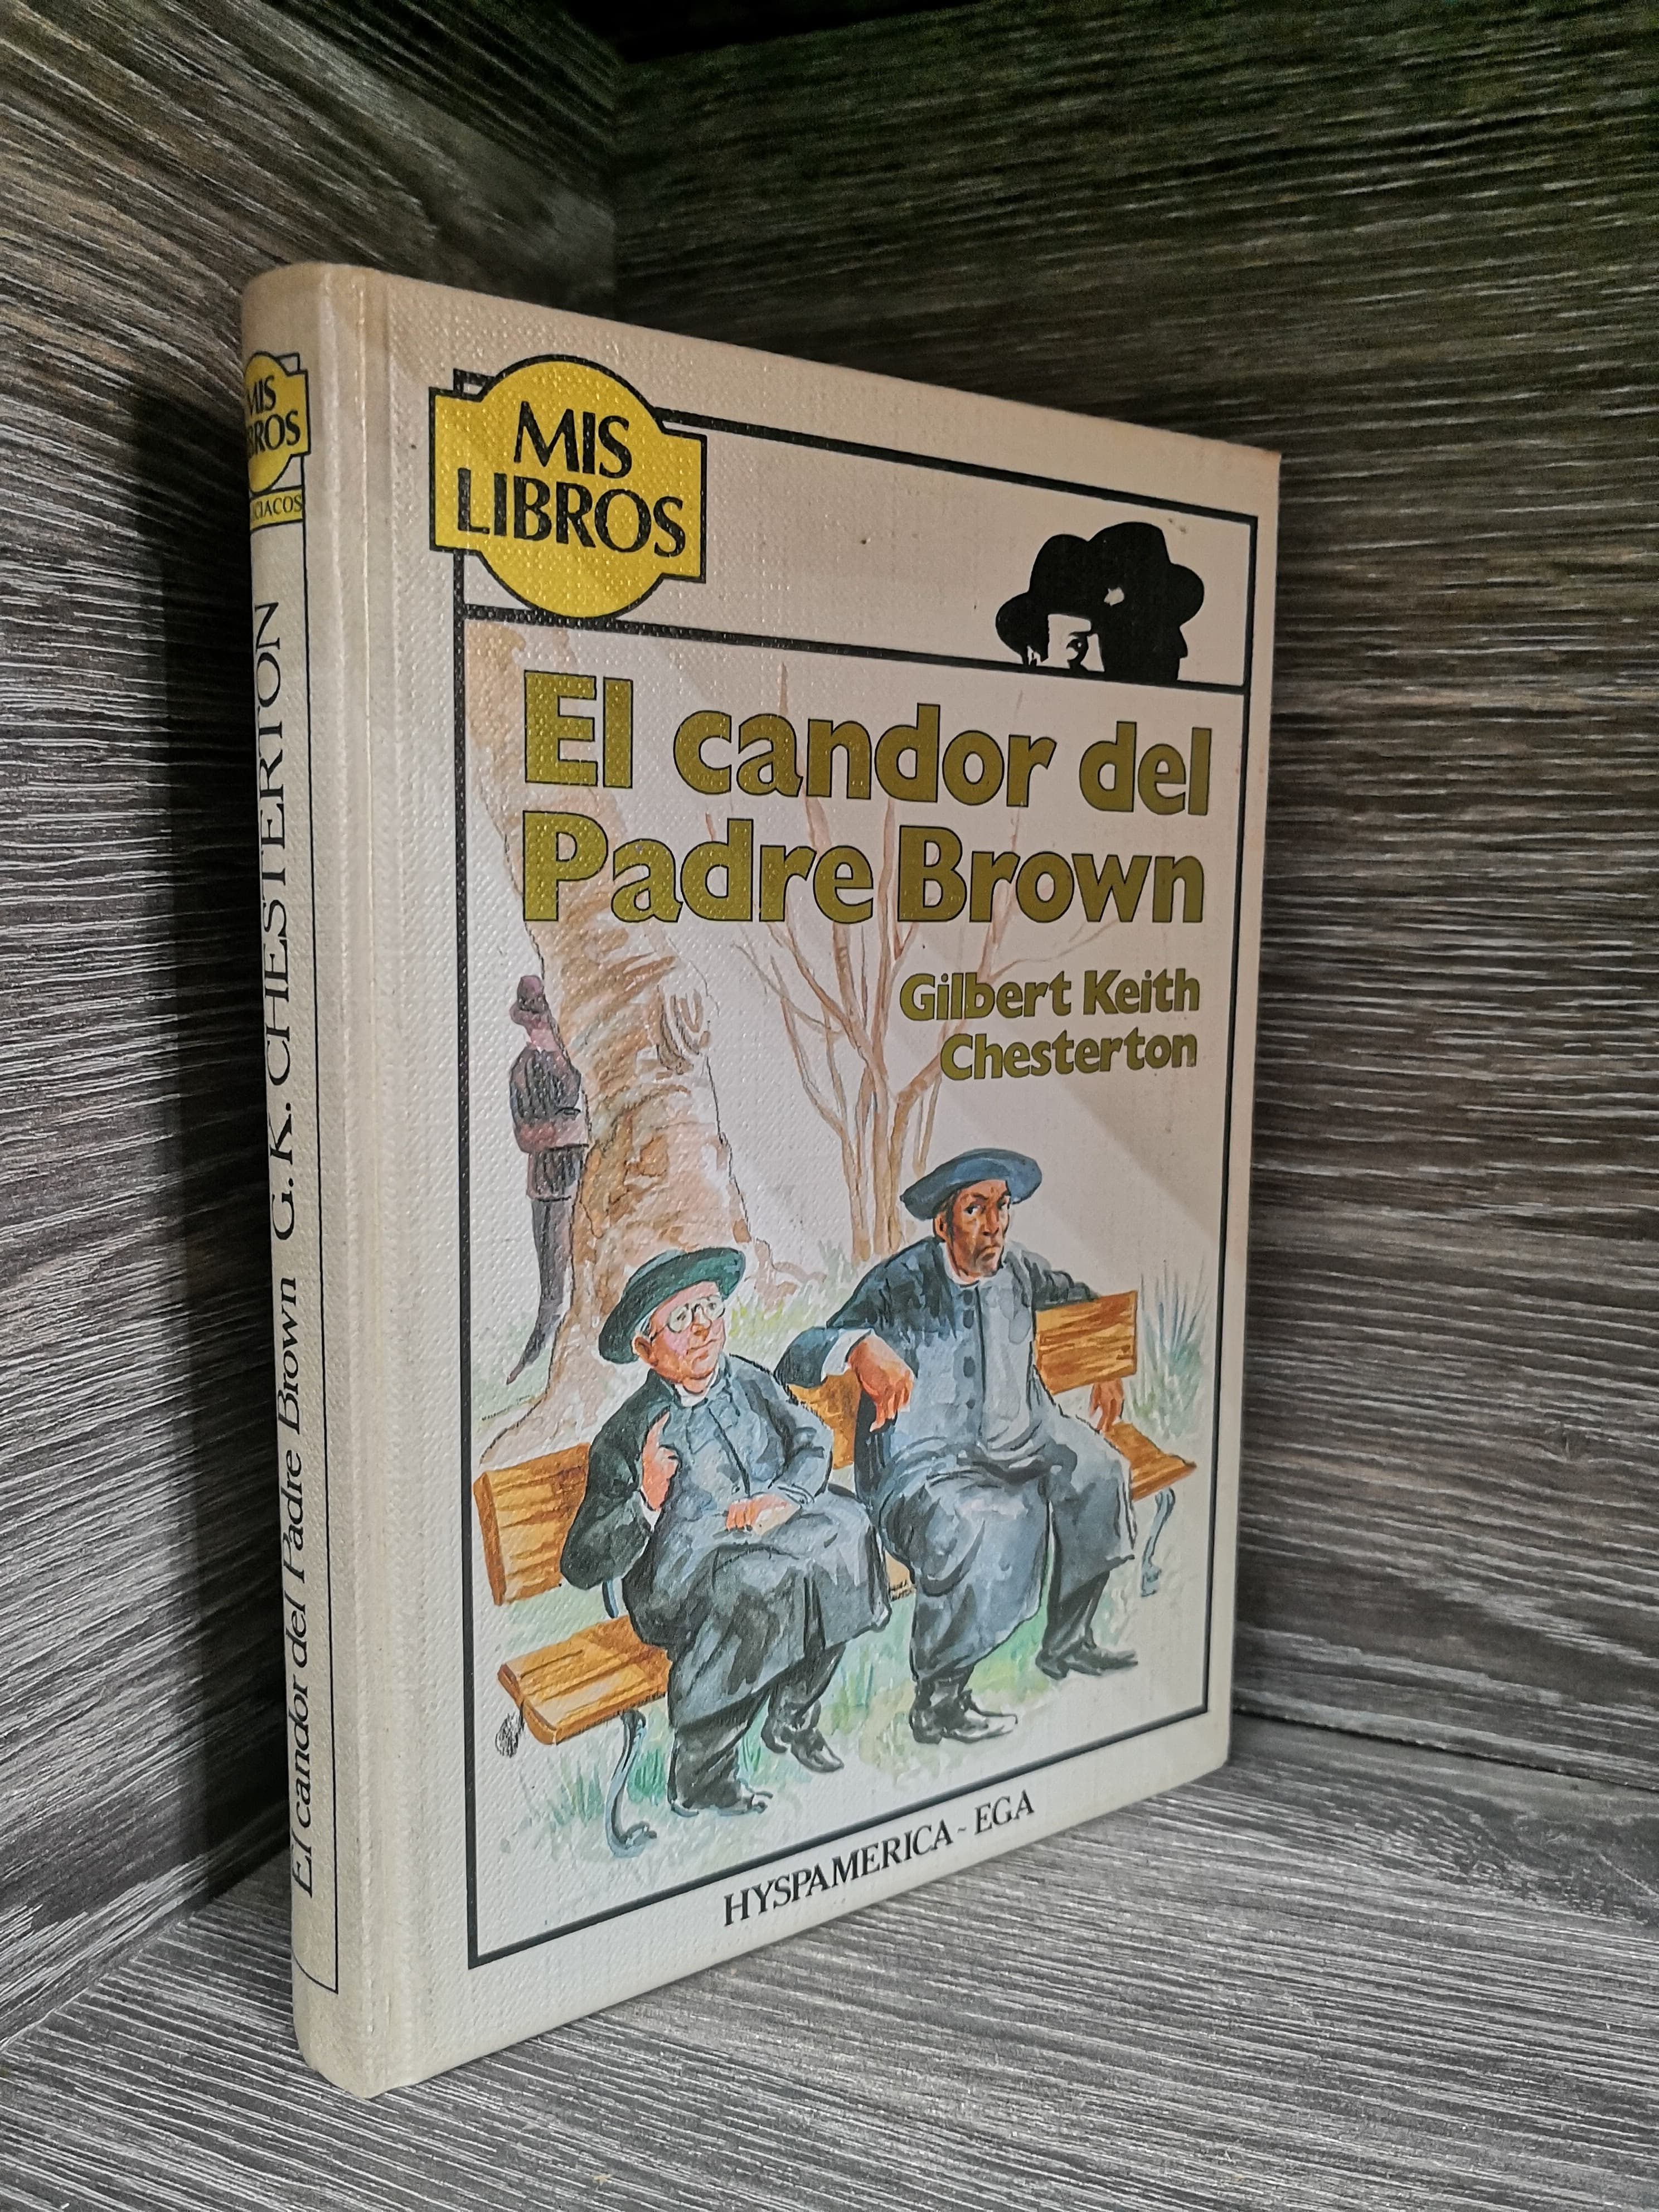 MIS
LIBROS
El candor del
Padre Brown
Gilbert Keith
Chesterton
HYSPAMERICA - EGA
MIS
El candor del Padre Brown G. K. CHESTERTON